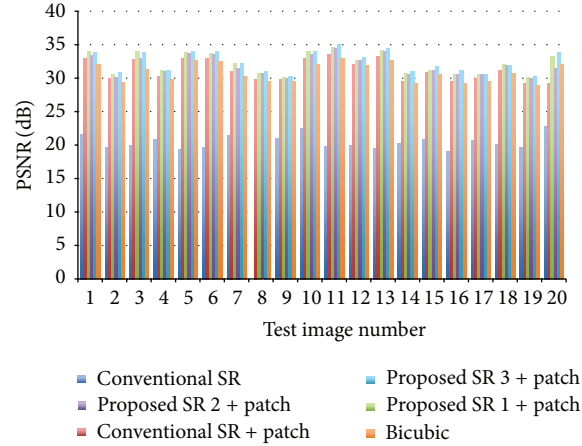 40
35
30
25
20
15
10
5
0
PSNR (dB)
1 2 3 4 5 6 7 8 9 10 11 12 13 14 15 16 17 18 19 20
Test image number
Conventional SR
Proposed SR 3 + patch
Proposed SR 2 + patch
Proposed SR 1 + patch
Conventional SR + patch
Bicubic